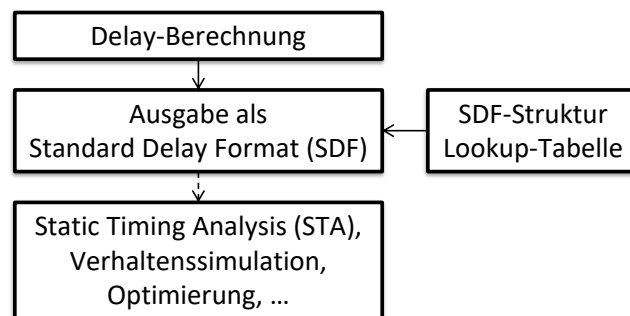 Delay-Berechnung
Ausgabe als
Standard Delay Format (SDF)
SDF-Struktur
Lookup-Tabelle
Static Timing Analysis (STA),
Verhaltenssimulation,
Optimierung, ...